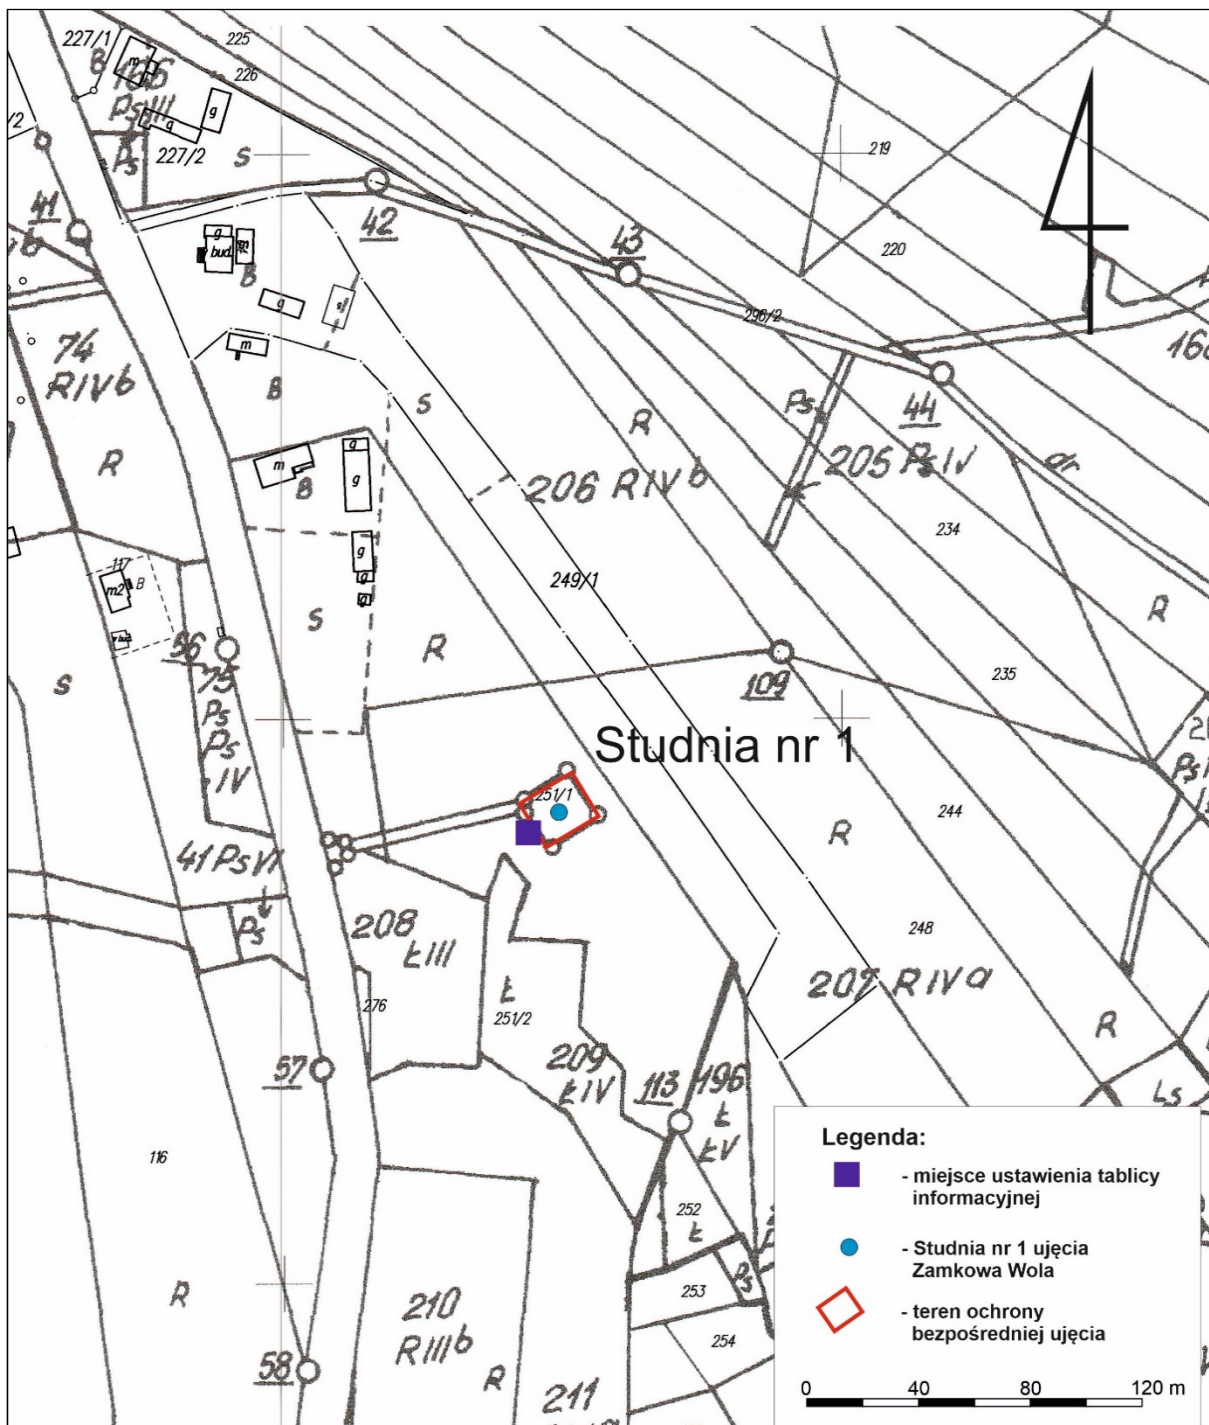 227/1
B
m
225
226
166
PsIII
g
g
227/2
Ps
S
219
220
41
42
43
296/2
g
bud.
B
g
m
B
74
RIVb
S
R
R
Ps
44
205 PsIV
dr
206 RIVb
m
B
g
g
234
249/1
g
g
g
117
m2
B
S
R
R
56
S
75
Ps
Ps
IV
109
235
Studnia nr 1
251/1
R
244
41 PsVI
Ps
208
ŁIII
248
207 RIVa
276
Ł
251/2
R
57
209
ŁIV
113
196
Ł
ŁV
Ls
116
252
Ł
Ps
253
254
R
210
RIIIb
R
58
211
Legenda:
- miejsce ustawienia tablicy
informacyjnej
- Studnia nr 1 ujęcia
Zamkowa Wola
- teren ochrony
bezpośredniej ujęcia
0 40 80 120 m